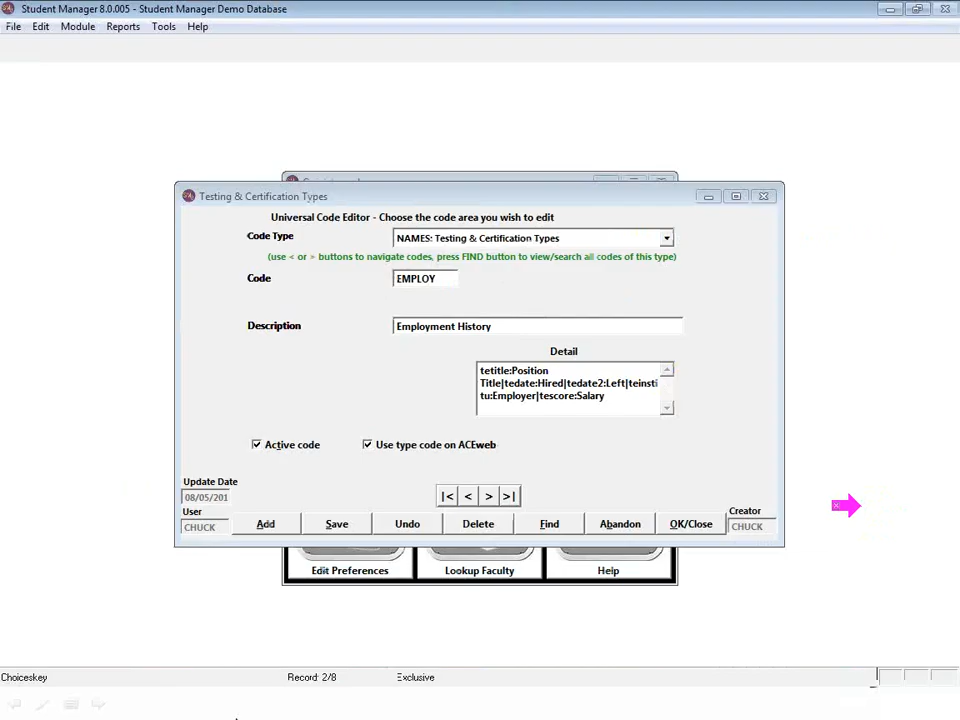 Student Manager 8.0.005 - Student Manager Demo Database
File Edit Module Reports Tools Help
Testing & Certification Types
Universal Code Editor - Choose the code area you wish to edit
Code Type NAMES: Testing & Certification Types
(use < or > buttons to navigate codes, press FIND button to view/search all codes of this type)
Code EMPLOY
Description Employment History
Detail
tetitle:Position
Title|tedate:Hired|tedate2:Left|teinsti
tu:Employer|tescore:Salary
Active code Use type code on ACEweb
Update Date
08/05/201
|< < > >|
User Creator
CHUCK Add Save Undo Delete Find Abandon OK/Close CHUCK
Edit Preferences Lookup Faculty Help
Choiceskey Record: 2/8 Exclusive